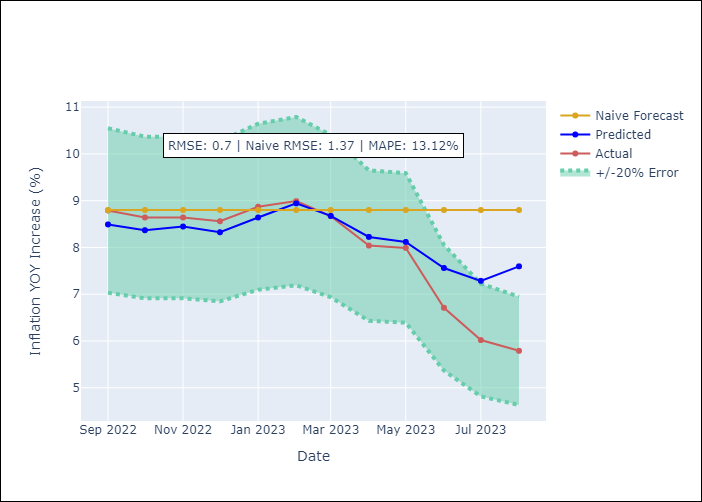 11
10
9
8
7
6
5
Inflation YOY Increase (%)
RMSE: 0.7 | Naive RMSE: 1.37 | MAPE: 13.12%
Naive Forecast
Predicted
Actual
+/-20% Error
Sep 2022 Nov 2022 Jan 2023 Mar 2023 May 2023 Jul 2023
Date